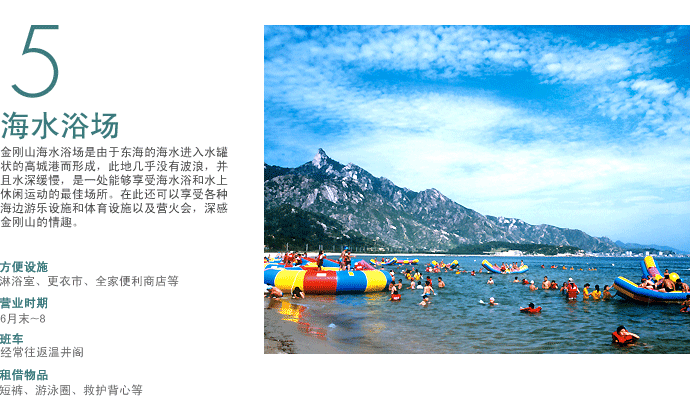 5
海水浴场
金刚山海水浴场是由于东海的海水进入水罐
状的高城港而形成，此地几乎没有波浪，并
且水深缓慢，是一处能够享受海水浴和水上
休闲运动的最佳场所。在此还可以享受各种
海边游乐设施和体育设施以及营火会，深感
金刚山的情趣。
方便设施
淋浴室、更衣市、全家便利商店等
营业时期
6月末~8
班车
经常往返温井阁
租借物品
短裤、游泳圈、救护背心等